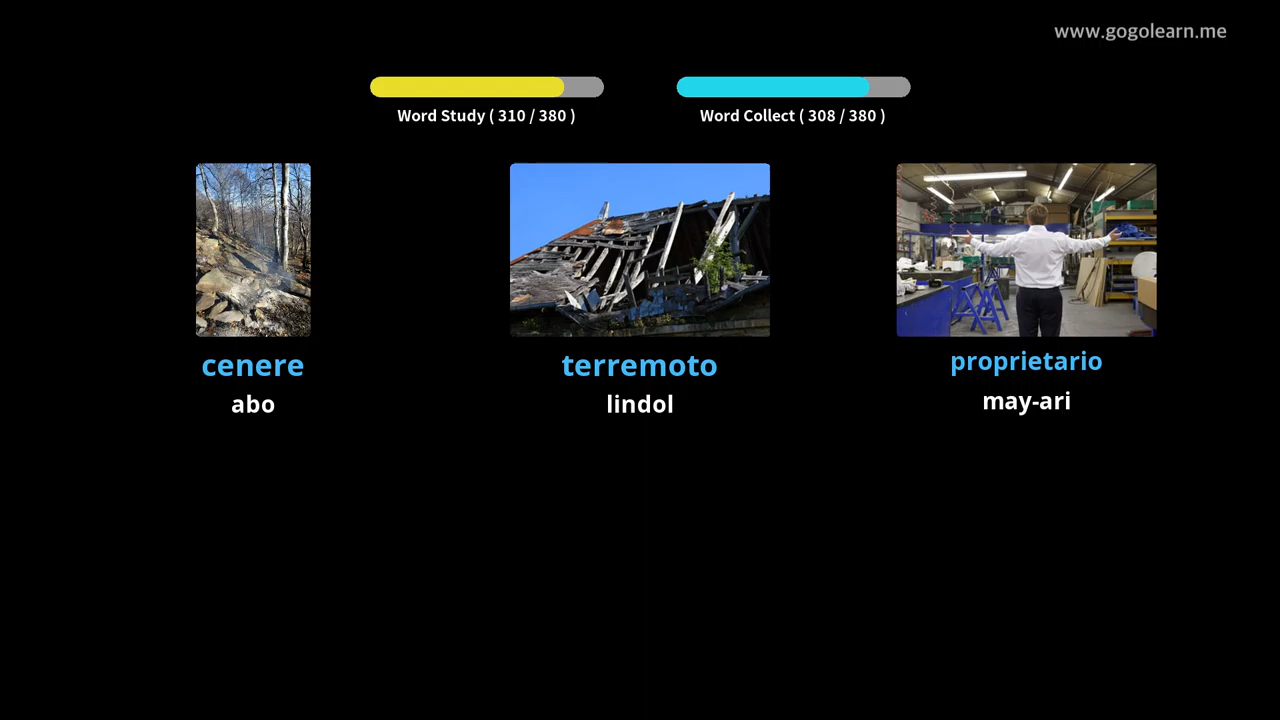 www.gogolearn.me
Word Study ( 310 / 380 )
Word Collect ( 308 / 380 )
cenere
abo
terremoto
lindol
proprietario
may-ari